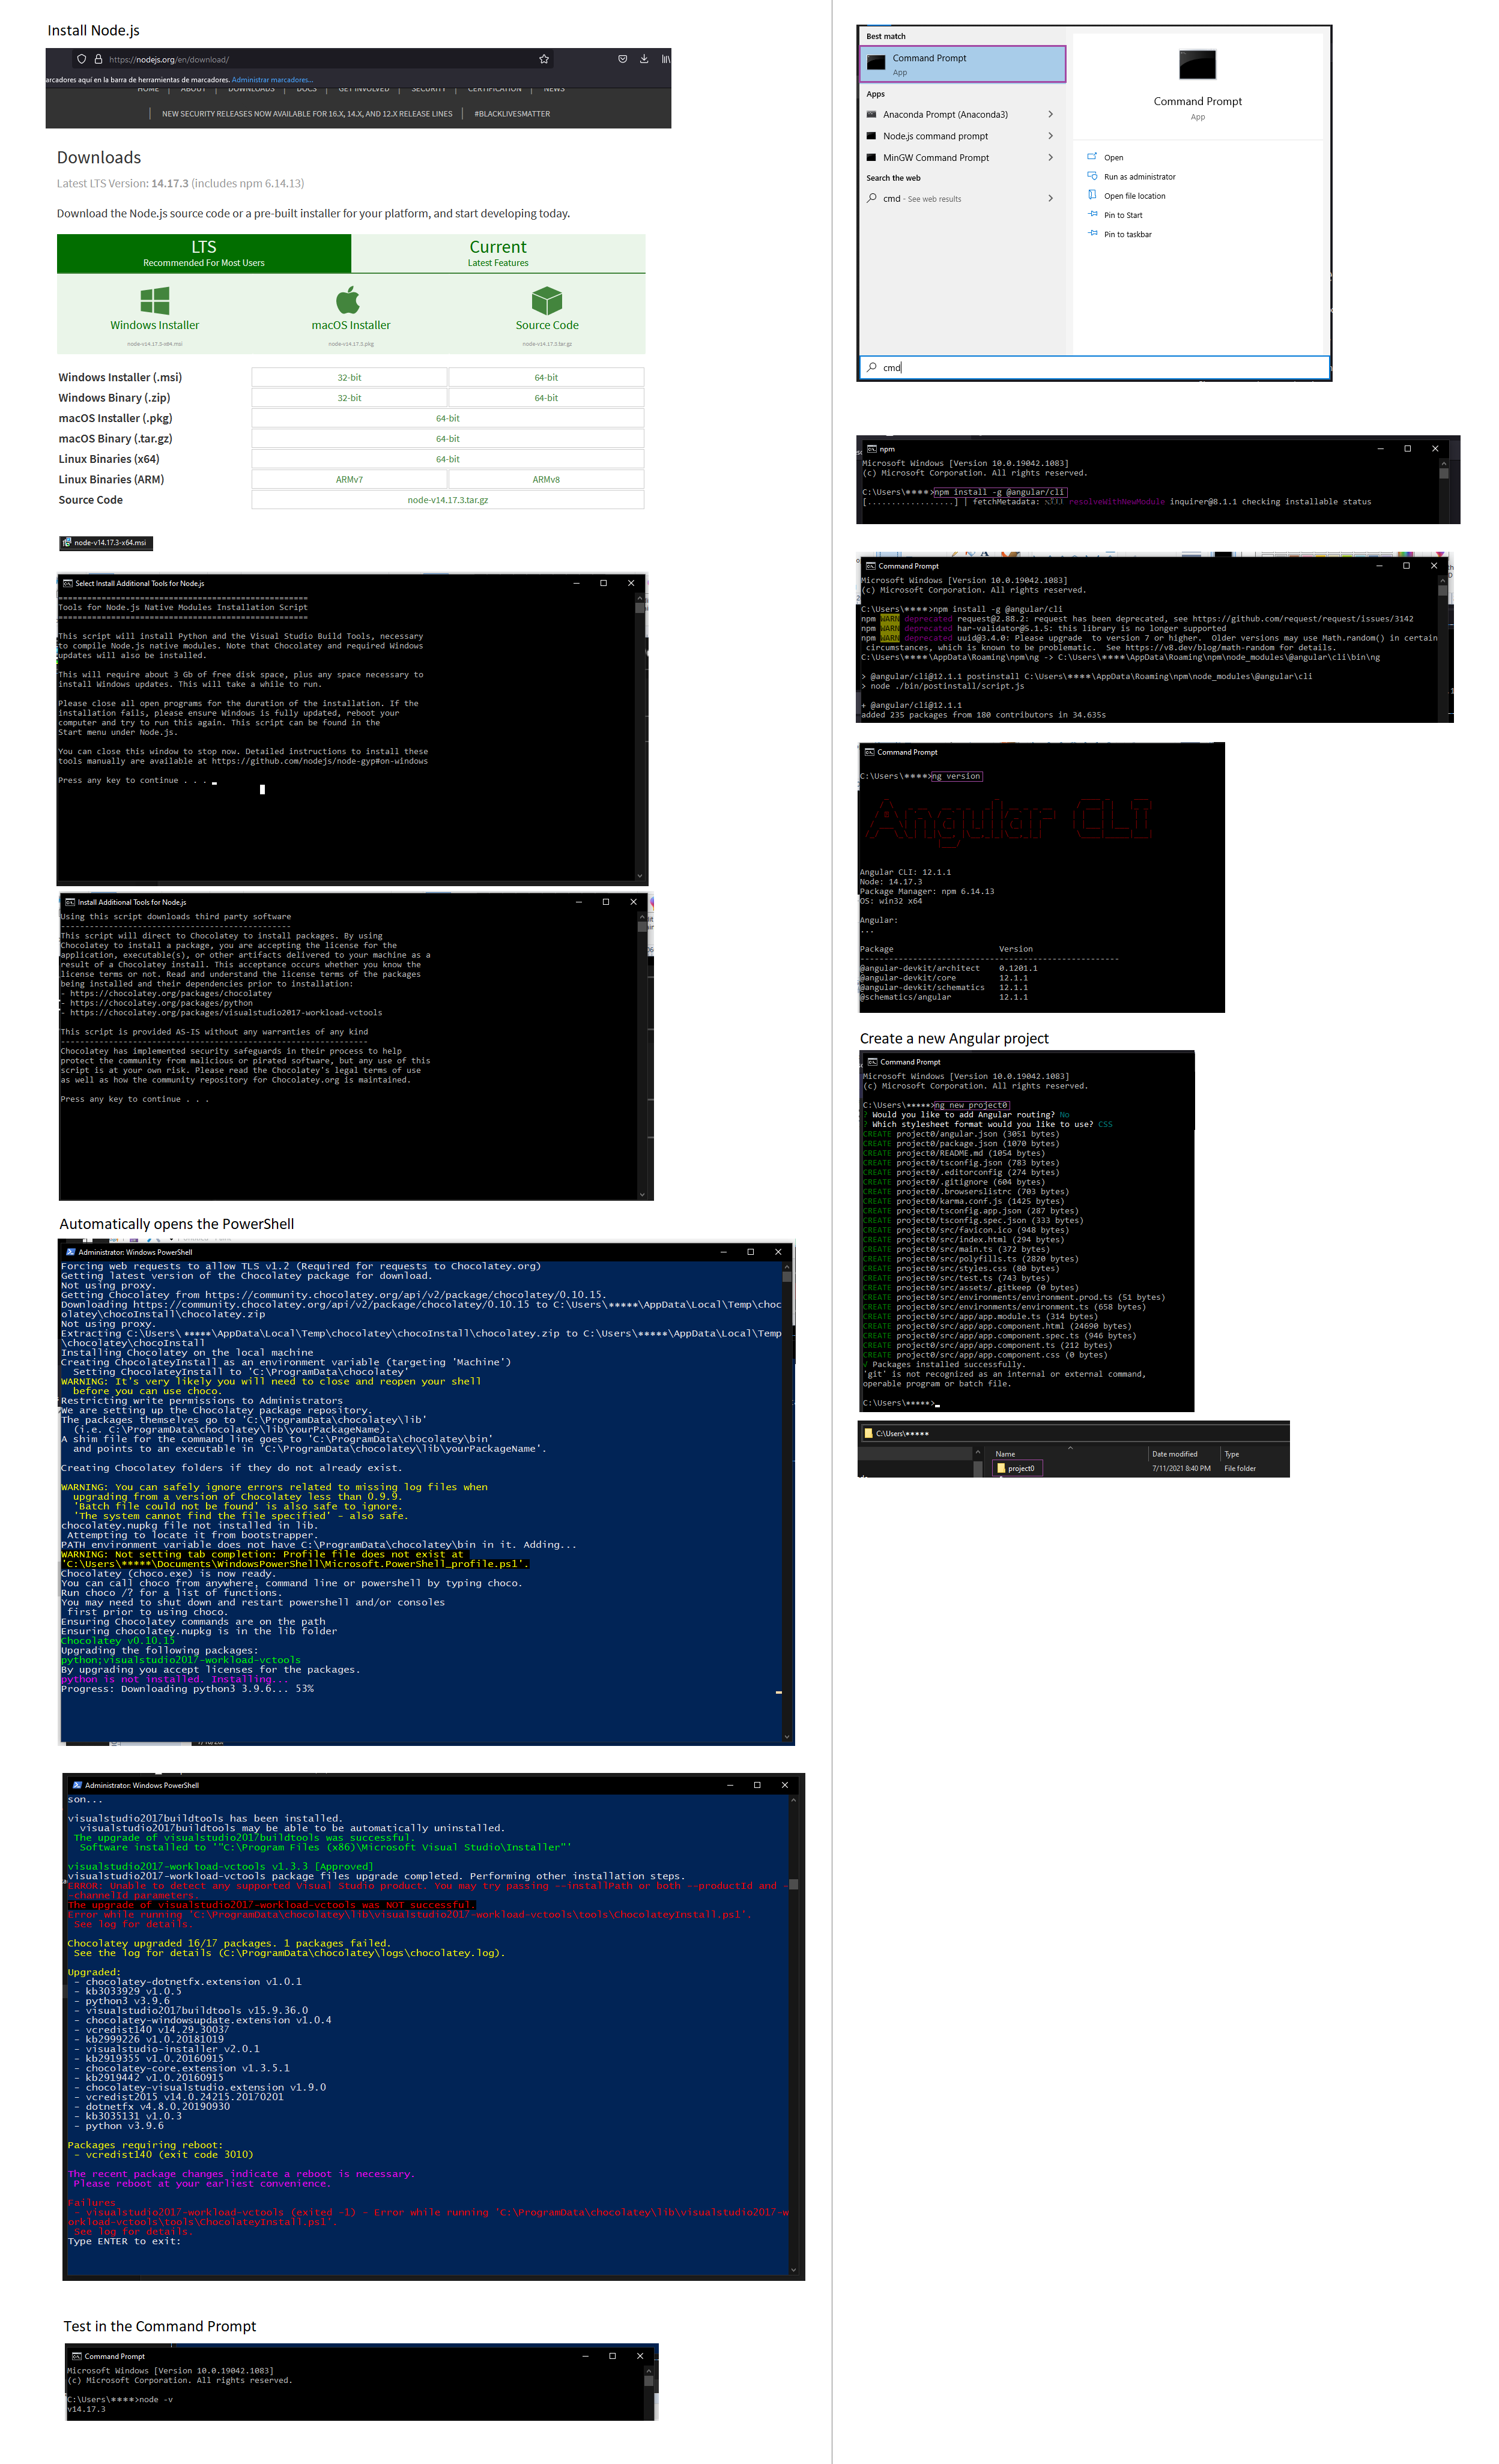 Install Node.js
https://nodejs.org/en/download/
arcadores aquí en la barra de herramientas de marcadores. Administrar marcadores...
HOME | ABOUT | DOWNLOADS | DOCS | GET INVOLVED | SECURITY | CERTIFICATION | NEWS
NEW SECURITY RELEASES NOW AVAILABLE FOR 16.X, 14.X, AND 12.X RELEASE LINES | #BLACKLIVESMATTER
Downloads
Latest LTS Version: 14.17.3 (includes npm 6.14.13)
Download the Node.js source code or a pre-built installer for your platform, and start developing today.
LTS
Recommended For Most Users
Current
Latest Features
Windows Installer
node-v14.17.3-x64.msi
macOS Installer
node-v14.17.3.pkg
Source Code
node-v14.17.3.tar.gz
Windows Installer (.msi) 32-bit 64-bit
Windows Binary (.zip) 32-bit 64-bit
macOS Installer (.pkg) 64-bit
macOS Binary (.tar.gz) 64-bit
Linux Binaries (x64) 64-bit
Linux Binaries (ARM) ARMv7 ARMv8
Source Code node-v14.17.3.tar.gz
node-v14.17.3-x64.msi
Select Install Additional Tools for Node.js
====================================================
Tools for Node.js Native Modules Installation Script
====================================================
This script will install Python and the Visual Studio Build Tools, necessary
to compile Node.js native modules. Note that Chocolatey and required Windows
updates will also be installed.
This will require about 3 Gb of free disk space, plus any space necessary to
install Windows updates. This will take a while to run.
Please close all open programs for the duration of the installation. If the
installation fails, please ensure Windows is fully updated, reboot your
computer and try to run this again. This script can be found in the
Start menu under Node.js.
You can close this window to stop now. Detailed instructions to install these
tools manually are available at https://github.com/nodejs/node-gyp#on-windows
Press any key to continue . . .
Install Additional Tools for Node.js
Using this script downloads third party software
------------------------------------------------
This script will direct to Chocolatey to install packages. By using
Chocolatey to install a package, you are accepting the license for the
application, executable(s), or other artifacts delivered to your machine as a
result of a Chocolatey install. This acceptance occurs whether you know the
license terms or not. Read and understand the license terms of the packages
being installed and their dependencies prior to installation:
- https://chocolatey.org/packages/chocolatey
- https://chocolatey.org/packages/python
- https://chocolatey.org/packages/visualstudio2017-workload-vctools
This script is provided AS-IS without any warranties of any kind
----------------------------------------------------------------
Chocolatey has implemented security safeguards in their process to help
protect the community from malicious or pirated software, but any use of this
script is at your own risk. Please read the Chocolatey's legal terms of use
as well as how the community repository for Chocolatey.org is maintained.
Press any key to continue . . .
Automatically opens the PowerShell
Administrator: Windows PowerShell
Forcing web requests to allow TLS v1.2 (Required for requests to Chocolatey.org)
Getting latest version of the Chocolatey package for download.
Not using proxy.
Getting Chocolatey from https://community.chocolatey.org/api/v2/package/chocolatey/0.10.15.
Downloading https://community.chocolatey.org/api/v2/package/chocolatey/0.10.15 to C:\Users\*****\AppData\Local\Temp\choc
olatey\chocoInstall\chocolatey.zip
Not using proxy.
Extracting C:\Users\*****\AppData\Local\Temp\chocolatey\chocoInstall\chocolatey.zip to C:\Users\*****\AppData\Local\Temp
\chocolatey\chocoInstall
Installing Chocolatey on the local machine
Creating ChocolateyInstall as an environment variable (targeting 'Machine')
Setting ChocolateyInstall to 'C:\ProgramData\chocolatey
WARNING: It's very likely you will need to close and reopen your shell
before you can use choco.
Restricting write permissions to Administrators
We are setting up the Chocolatey package repository.
The packages themselves go to 'C:\ProgramData\chocolatey\lib'
(i.e. C:\ProgramData\chocolatey\lib\yourPackageName).
A shim file for the command line goes to 'C:\ProgramData\chocolatey\bin'
and points to an executable in 'C:\ProgramData\chocolatey\lib\yourPackageName'.
Creating Chocolatey folders if they do not already exist.
WARNING: You can safely ignore errors related to missing log files when
upgrading from a version of Chocolatey less than 0.9.9.
'Batch file could not be found' is also safe to ignore.
'The system cannot find the file specified' - also safe.
chocolatey.nupkg file not installed in lib.
Attempting to locate it from bootstrapper.
PATH environment variable does not have C:\ProgramData\chocolatey\bin in it. Adding...
WARNING: Not setting tab completion: Profile file does not exist at
'C:\Users\*****\Documents\WindowsPowerShell\Microsoft.PowerShell_profile.ps1'.
Chocolatey (choco.exe) is now ready.
You can call choco from anywhere, command line or powershell by typing choco.
Run choco /? for a list of functions.
You may need to shut down and restart powershell and/or consoles
first prior to using choco.
Ensuring Chocolatey commands are on the path
Ensuring chocolatey.nupkg is in the lib folder
Chocolatey v0.10.15
Upgrading the following packages:
python;visualstudio2017-workload-vctools
By upgrading you accept licenses for the packages.
python is not installed. Installing...
Progress: Downloading python3 3.9.6... 53%
Administrator: Windows PowerShell
son...
visualstudio2017buildtools has been installed.
visualstudio2017buildtools may be able to be automatically uninstalled.
The upgrade of visualstudio2017buildtools was successful.
Software installed to '"C:\Program Files (x86)\Microsoft Visual Studio\Installer"'
visualstudio2017-workload-vctools v1.3.3 [Approved]
visualstudio2017-workload-vctools package files upgrade completed. Performing other installation steps.
ERROR: Unable to detect any supported Visual Studio product. You may try passing --installPath or both --productId and -
-channelId parameters.
The upgrade of visualstudio2017-workload-vctools was NOT successful.
Error while running 'C:\ProgramData\chocolatey\lib\visualstudio2017-workload-vctools\tools\ChocolateyInstall.ps1'.
See log for details.
Chocolatey upgraded 16/17 packages. 1 packages failed.
See the log for details (C:\ProgramData\chocolatey\logs\chocolatey.log).
Upgraded:
- chocolatey-dotnetfx.extension v1.0.1
- kb3033929 v1.0.5
- python3 v3.9.6
- visualstudio2017buildtools v15.9.36.0
- chocolatey-windowsupdate.extension v1.0.4
- vcredist140 v14.29.30037
- kb2999226 v1.0.20181019
- visualstudio-installer v2.0.1
- kb2919355 v1.0.20160915
- chocolatey-core.extension v1.3.5.1
- kb2919442 v1.0.20160915
- chocolatey-visualstudio.extension v1.9.0
- vcredist2015 v14.0.24215.20170201
- dotnetfx v4.8.0.20190930
- kb3035131 v1.0.3
- python v3.9.6
Packages requiring reboot:
- vcredist140 (exit code 3010)
The recent package changes indicate a reboot is necessary.
Please reboot at your earliest convenience.
Failures
- visualstudio2017-workload-vctools (exited -1) - Error while running 'C:\ProgramData\chocolatey\lib\visualstudio2017-w
orkload-vctools\tools\ChocolateyInstall.ps1'.
See log for details.
Type ENTER to exit:
Test in the Command Prompt
Command Prompt
Microsoft Windows [Version 10.0.19042.1083]
(c) Microsoft Corporation. All rights reserved.
C:\Users\****>node -v
v14.17.3
Best match
Command Prompt
App
Apps
Anaconda Prompt (Anaconda3)
Node.js command prompt
MinGW Command Prompt
Search the web
cmd - See web results
Command Prompt
App
Open
Run as administrator
Open file location
Pin to Start
Pin to taskbar
cmd
npm
Microsoft Windows [Version 10.0.19042.1083]
(c) Microsoft Corporation. All rights reserved.
C:\Users\****>npm install -g @angular/cli
[..................] | fetchMetadata: sill resolveWithNewModule inquirer@8.1.1 checking installable status
Command Prompt
Microsoft Windows [Version 10.0.19042.1083]
(c) Microsoft Corporation. All rights reserved.
C:\Users\****>npm install -g @angular/cli
npm WARN deprecated request@2.88.2: request has been deprecated, see https://github.com/request/request/issues/3142
npm WARN deprecated har-validator@5.1.5: this library is no longer supported
npm WARN deprecated uuid@3.4.0: Please upgrade  to version 7 or higher.  Older versions may use Math.random() in certain
circumstances, which is known to be problematic.  See https://v8.dev/blog/math-random for details.
C:\Users\****\AppData\Roaming\npm\ng -> C:\Users\****\AppData\Roaming\npm\node_modules\@angular\cli\bin\ng
> @angular/cli@12.1.1 postinstall C:\Users\****\AppData\Roaming\npm\node_modules\@angular\cli
> node ./bin/postinstall/script.js
+ @angular/cli@12.1.1
added 235 packages from 180 contributors in 34.635s
Command Prompt
C:\Users\****>ng version
Angular CLI
Angular CLI: 12.1.1
Node: 14.17.3
Package Manager: npm 6.14.13
OS: win32 x64
Angular:
...
Package Version
------------------------------------------------------
@angular-devkit/architect 0.1201.1
@angular-devkit/core 12.1.1
@angular-devkit/schematics 12.1.1
@schematics/angular 12.1.1
Create a new Angular project
Command Prompt
Microsoft Windows [Version 10.0.19042.1083]
(c) Microsoft Corporation. All rights reserved.
C:\Users\*****>ng new project0
? Would you like to add Angular routing? No
? Which stylesheet format would you like to use? CSS
CREATE project0/angular.json (3051 bytes)
CREATE project0/package.json (1070 bytes)
CREATE project0/README.md (1054 bytes)
CREATE project0/tsconfig.json (783 bytes)
CREATE project0/.editorconfig (274 bytes)
CREATE project0/.gitignore (604 bytes)
CREATE project0/.browserslistrc (703 bytes)
CREATE project0/karma.conf.js (1425 bytes)
CREATE project0/tsconfig.app.json (287 bytes)
CREATE project0/tsconfig.spec.json (333 bytes)
CREATE project0/src/favicon.ico (948 bytes)
CREATE project0/src/index.html (294 bytes)
CREATE project0/src/main.ts (372 bytes)
CREATE project0/src/polyfills.ts (2820 bytes)
CREATE project0/src/styles.css (80 bytes)
CREATE project0/src/test.ts (743 bytes)
CREATE project0/src/assets/.gitkeep (0 bytes)
CREATE project0/src/environments/environment.prod.ts (51 bytes)
CREATE project0/src/environments/environment.ts (658 bytes)
CREATE project0/src/app/app.module.ts (314 bytes)
CREATE project0/src/app/app.component.html (24690 bytes)
CREATE project0/src/app/app.component.spec.ts (946 bytes)
CREATE project0/src/app/app.component.ts (212 bytes)
CREATE project0/src/app/app.component.css (0 bytes)
√ Packages installed successfully.
'git' is not recognized as an internal or external command,
operable program or batch file.
C:\Users\*****>
C:\Users\*****
Name Date modified Type
project0 7/11/2021 8:40 PM File folder